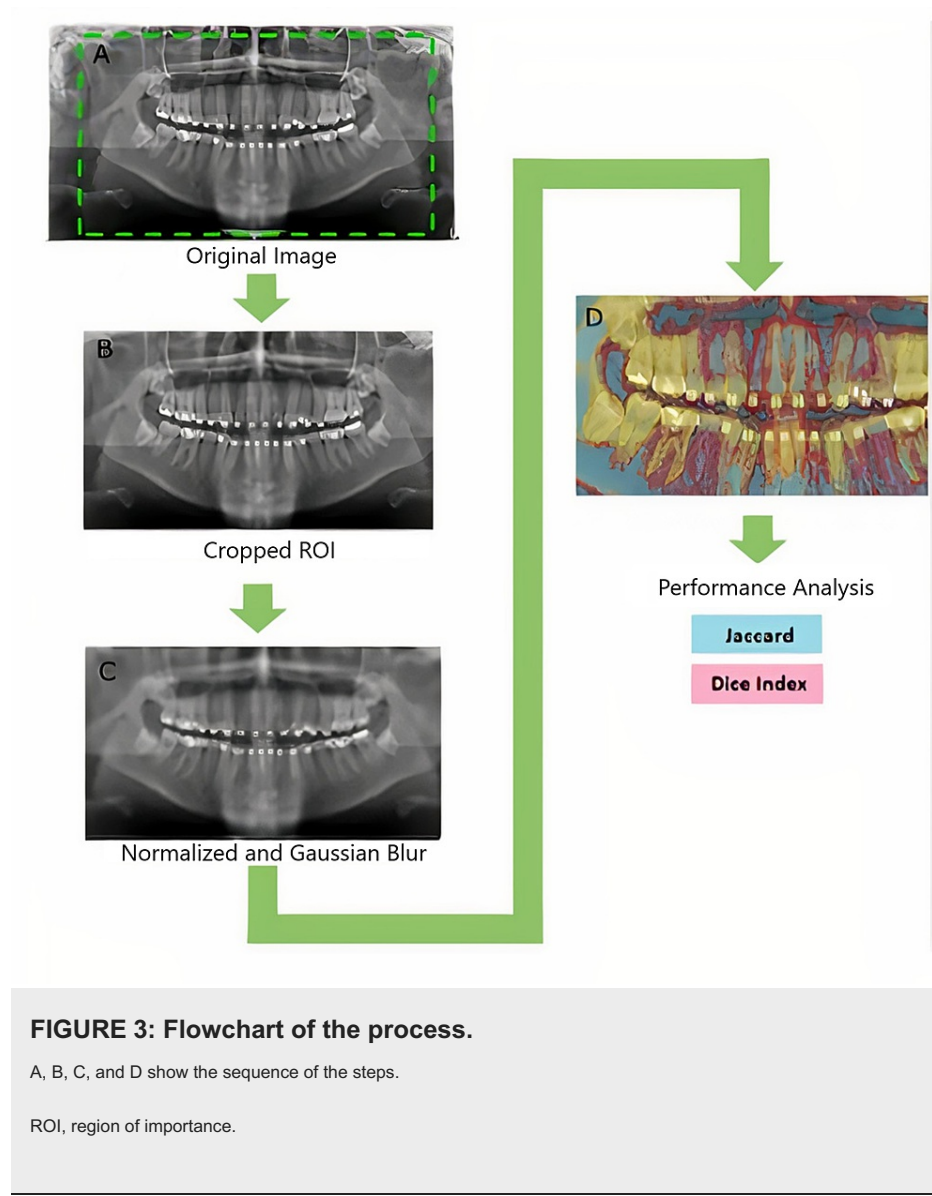 A
Original Image
B
Cropped ROI
C
Normalized and Gaussian Blur
D
Performance Analysis
Jaccard
Dice Index
FIGURE 3: Flowchart of the process.
A, B, C, and D show the sequence of the steps.
ROI, region of importance.